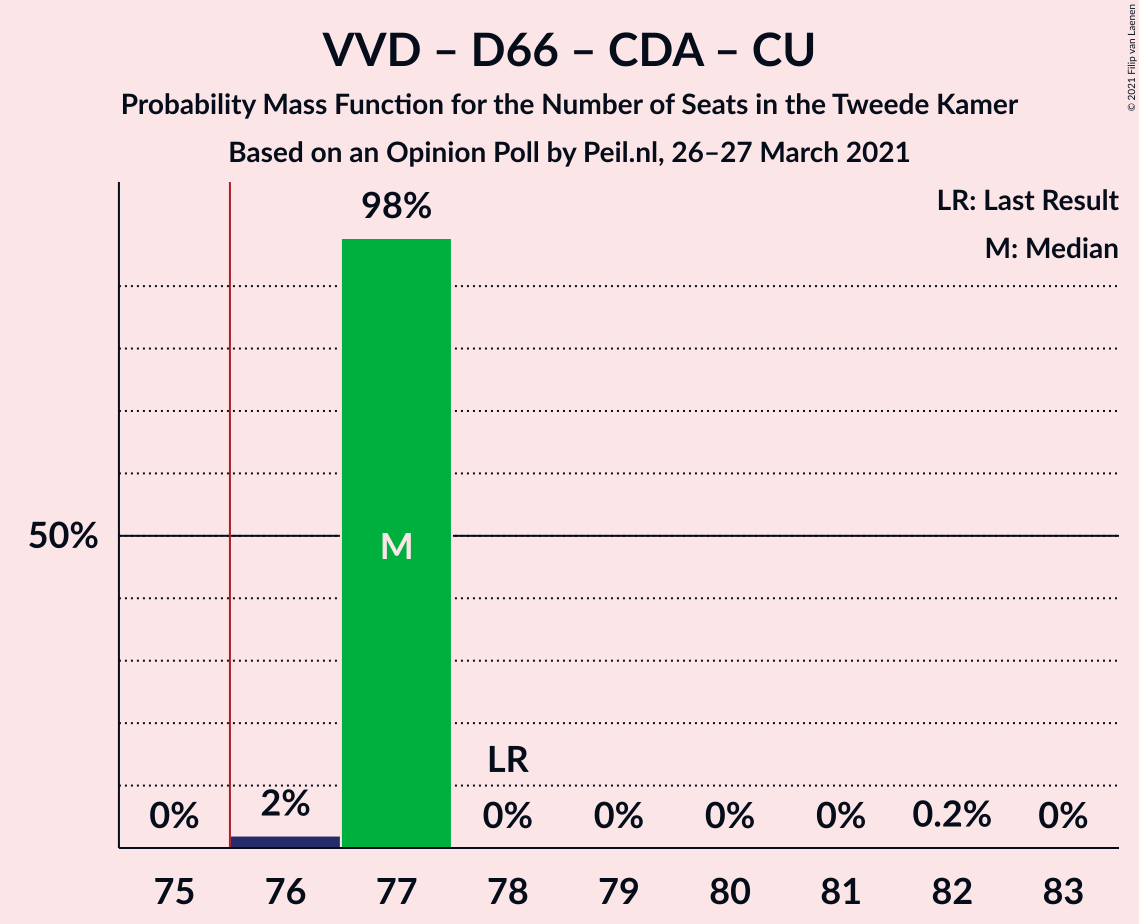 VVD – D66 – CDA – CU
Probability Mass Function for the Number of Seats in the Tweede Kamer
Based on an Opinion Poll by Peil.nl, 26–27 March 2021
© 2021 Filip van Laenen
LR: Last Result
M: Median
98%
50%
M
LR
0%
2%
0%
0%
0%
0%
0.2%
0%
75
76
77
78
79
80
81
82
83